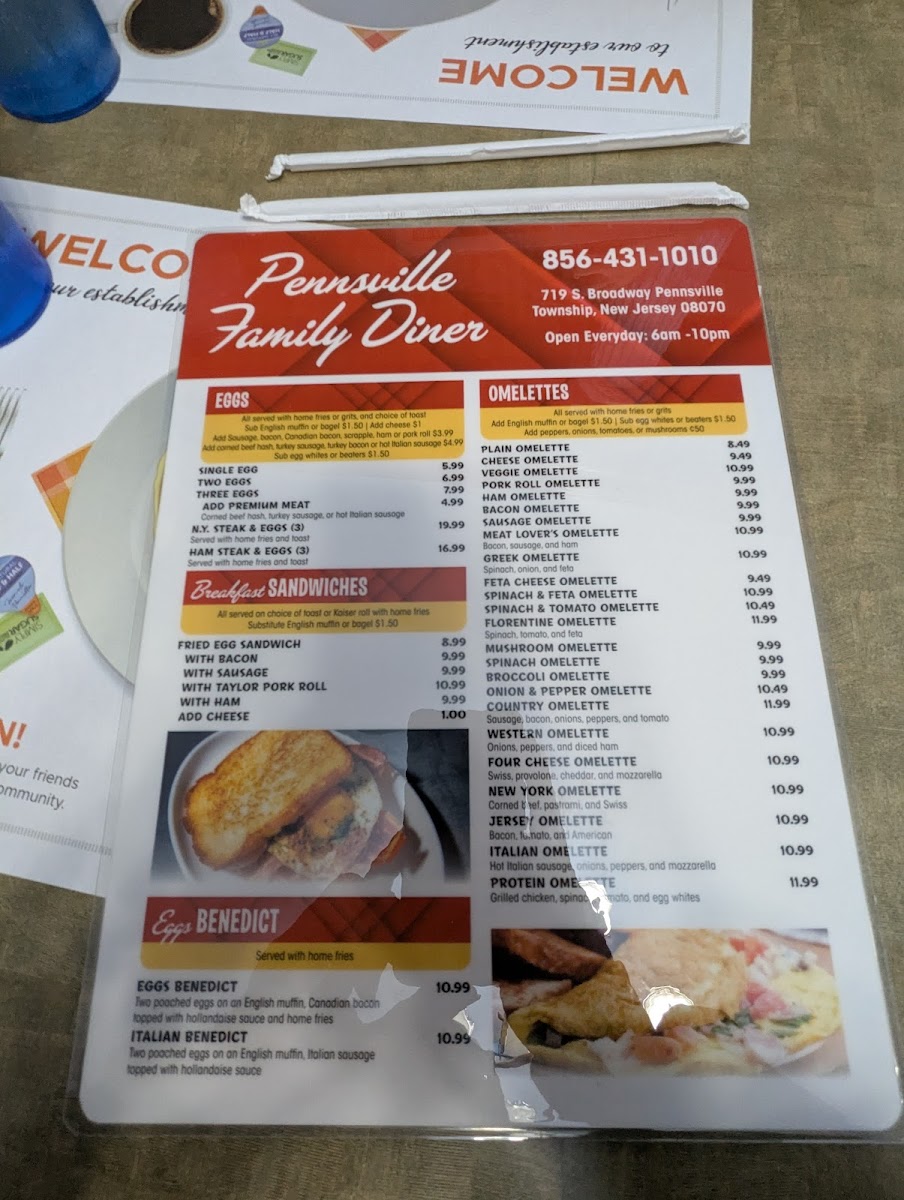 WELCOME
to our establishment
WELCO
our establishm
Pennsville
Family Diner
856-431-1010
719 S. Broadway Pennsville
Township, New Jersey 08070
Open Everyday: 6am -10pm
EGGS
All served with home fries or grits, and choice of toast
Sub English muffin or bagel $1.50 | Add cheese $1
Add Sausage, bacon, Canadian bacon, scrapple, ham or pork roll $3.99
Add corned beef hash, turkey sausage, turkey bacon or hot Italian sausage $4.99
Sub egg whites or beaters $1.50
SINGLE EGG 5.99
TWO EGGS 6.99
THREE EGGS 7.99
ADD PREMIUM MEAT 4.99
Corned beef hash, turkey sausage, or hot Italian sausage
N.Y. STEAK & EGGS (3) 19.99
Served with home fries and toast
HAM STEAK & EGGS (3) 16.99
Served with home fries and toast
Breakfast SANDWICHES
All served on choice of toast or Kaiser roll with home fries
Substitute English muffin or bagel $1.50
FRIED EGG SANDWICH 8.99
WITH BACON 9.99
WITH SAUSAGE 9.99
WITH TAYLOR PORK ROLL 10.99
WITH HAM 9.99
ADD CHEESE 1.00
Eggs BENEDICT
Served with home fries
EGGS BENEDICT 10.99
Two poached eggs on an English muffin, Canadian bacon
topped with hollandaise sauce and home fries
ITALIAN BENEDICT 10.99
Two poached eggs on an English muffin, Italian sausage
topped with hollandaise sauce
OMELETTES
All served with home fries or grits
Add English muffin or bagel $1.50 | Sub egg whites or beaters $1.50
Add peppers, onions, tomatoes, or mushrooms ¢50
PLAIN OMELETTE 8.49
CHEESE OMELETTE 9.49
VEGGIE OMELETTE 10.99
PORK ROLL OMELETTE 9.99
HAM OMELETTE 9.99
BACON OMELETTE 9.99
SAUSAGE OMELETTE 9.99
MEAT LOVER'S OMELETTE 10.99
Bacon, sausage, and ham
GREEK OMELETTE 10.99
Spinach, onion, and feta
FETA CHEESE OMELETTE 9.49
SPINACH & FETA OMELETTE 10.99
SPINACH & TOMATO OMELETTE 10.49
FLORENTINE OMELETTE 11.99
Spinach, tomato, and feta
MUSHROOM OMELETTE 9.99
SPINACH OMELETTE 9.99
BROCCOLI OMELETTE 9.99
ONION & PEPPER OMELETTE 10.49
COUNTRY OMELETTE 11.99
Sausage, bacon, onions, peppers, and tomato
WESTERN OMELETTE 10.99
Onions, peppers, and diced ham
FOUR CHEESE OMELETTE 10.99
Swiss, provolone, cheddar, and mozzarella
NEW YORK OMELETTE 10.99
Corned beef, pastrami, and Swiss
JERSEY OMELETTE 10.99
Bacon, tomato, and American
ITALIAN OMELETTE 10.99
Hot Italian sausage, onions, peppers, and mozzarella
PROTEIN OMELETTE 11.99
Grilled chicken, spinach, tomato, and egg whites
N!
your friends
ommunity.